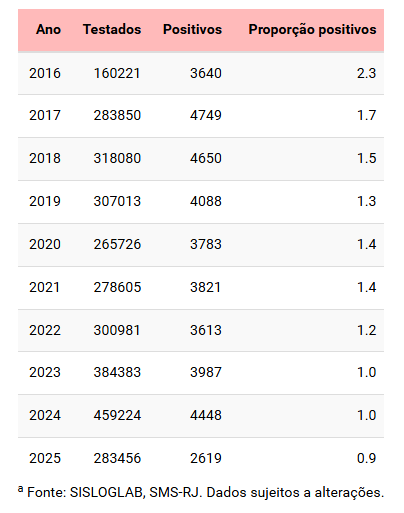 Ano Testados Positivos Proporção positivos
2016 160221 3640 2.3
2017 283850 4749 1.7
2018 318080 4650 1.5
2019 307013 4088 1.3
2020 265726 3783 1.4
2021 278605 3821 1.4
2022 300981 3613 1.2
2023 384383 3987 1.0
2024 459224 4448 1.0
2025 283456 2619 0.9
a Fonte: SISLOGLAB, SMS-RJ. Dados sujeitos a alterações.